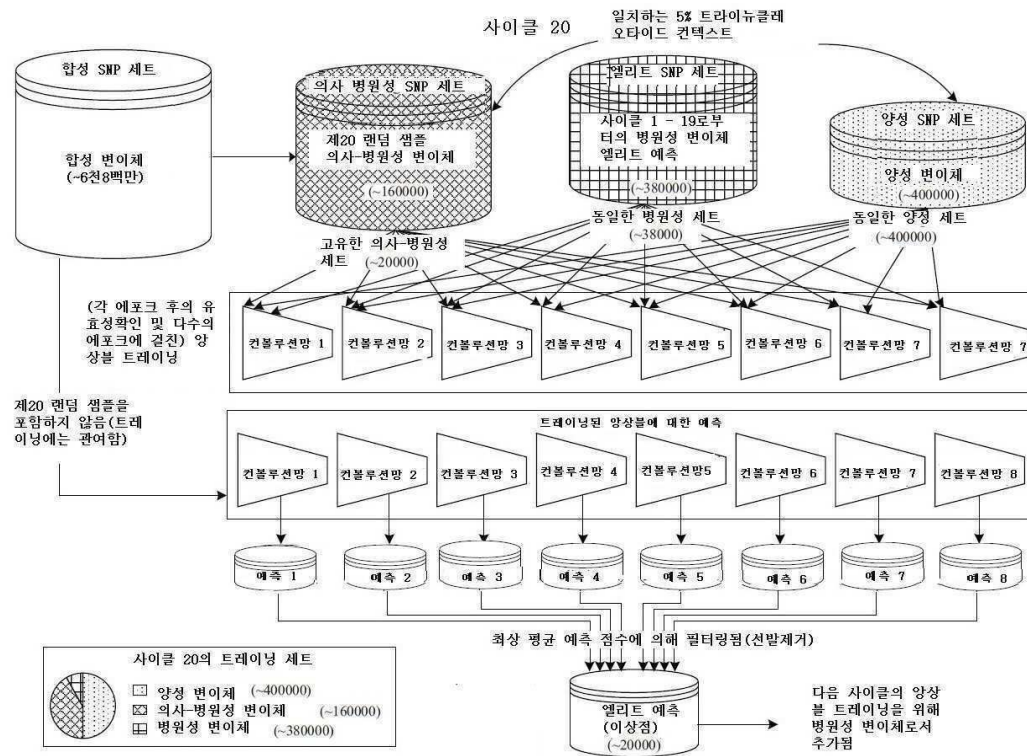 사이클 20
일치하는 5% 트라이뉴클레
오타이드 컨텍스트
합성 SNP 세트
합성 변이체
(~6천8백만)
의사 병원성 SNP 세트
제20 랜덤 샘플
의사-병원성 변이체
(~160000)
엘리트 SNP 세트
사이클 1 - 19로부
터의 병원성 변이체
엘리트 예측
(~380000)
양성 SNP 세트
양성 변이체
(~400000)
고유한 의사-병원성
세트
(~20000)
동일한 병원성 세트
(~38000)
동일한 양성 세트
(~400000)
(각 에포크 후의 유
효성확인 및 다수의
에포크에 걸친) 앙
상블 트레이닝
컨볼루션망 1
컨볼루션망 2
컨볼루션망 3
컨볼루션망 4
컨볼루션망 5
컨볼루션망 6
컨볼루션망 7
컨볼루션망 7
제20 랜덤 샘플을
포함하지 않음(트레
이닝에는 관여함)
트레이닝된 앙상블에 대한 예측
컨볼루션망 1
컨볼루션망 2
컨볼루션망 3
컨볼루션망 4
컨볼루션망5
컨볼루션망 6
컨볼루션망 7
컨볼루션망 8
예측 1
예측 2
예측 3
예측 4
예측 5
예측 6
예측 7
예측 8
최상 평균 예측 점수에 의해 필터링됨(선발제거)
사이클 20의 트레이닝 세트
양성 변이체 (~400000)
의사-병원성 변이체 (~160000)
병원성 변이체 (~380000)
엘리트 예측
(이상점)
(~20000)
다음 사이클의 앙상
블 트레이닝을 위해
병원성 변이체로서
추가됨